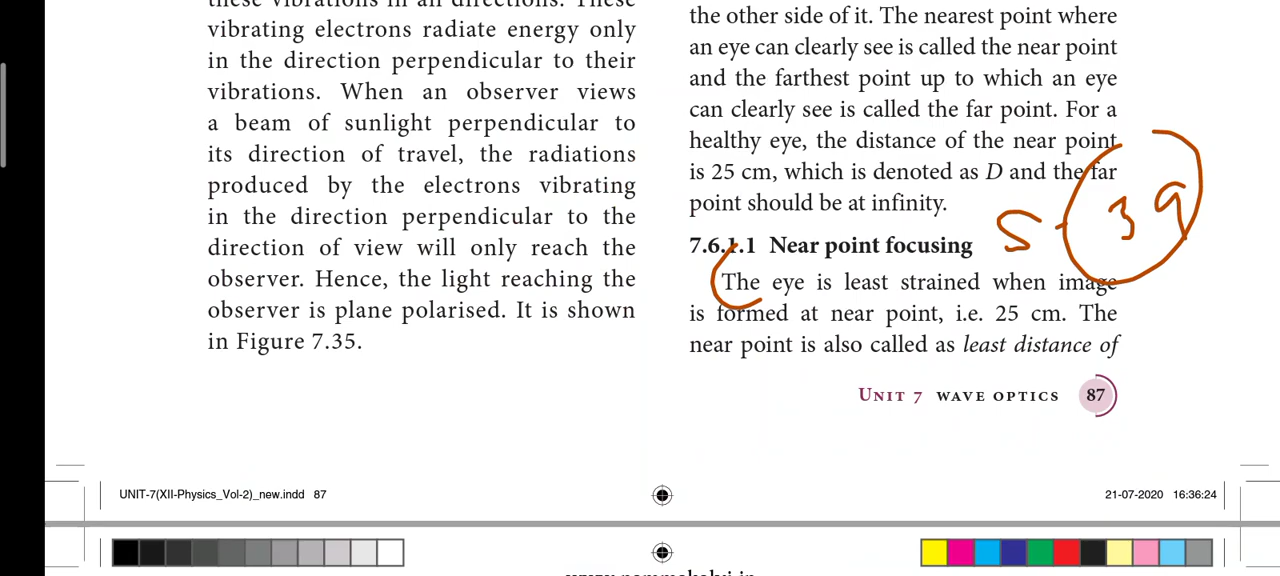 these vibrations in all directions. These
vibrating electrons radiate energy only
in the direction perpendicular to their
vibrations. When an observer views
a beam of sunlight perpendicular to
its direction of travel, the radiations
produced by the electrons vibrating
in the direction perpendicular to the
direction of view will only reach the
observer. Hence, the light reaching the
observer is plane polarised. It is shown
in Figure 7.35.
the other side of it. The nearest point where
an eye can clearly see is called the near point
and the farthest point up to which an eye
can clearly see is called the far point. For a
healthy eye, the distance of the near point
is 25 cm, which is denoted as D and the far
point should be at infinity.
7.6.1.1 Near point focusing
S - 39
The eye is least strained when image
is formed at near point, i.e. 25 cm. The
near point is also called as least distance of
UNIT 7 WAVE OPTICS 87
UNIT-7(XII-Physics_Vol-2)_new.indd 87
21-07-2020 16:36:24